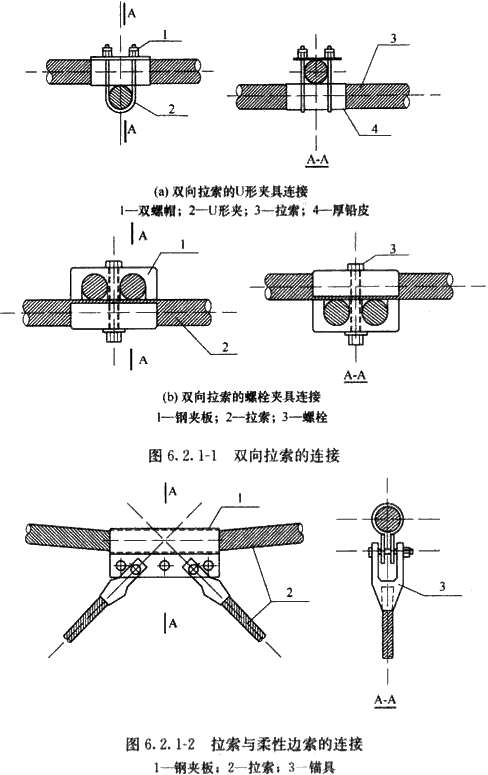 A
1
3
2
4
A
A-A
(a) 双向拉索的U形夹具连接
1—双螺帽；2—U形夹；3—拉索；4—厚铅皮
A
1
3
2
A
A-A
(b) 双向拉索的螺栓夹具连接
1—钢夹板；2—拉索；3—螺栓
图 6.2.1-1 双向拉索的连接
A
1
2
3
A
A-A
图 6.2.1-2 拉索与柔性边索的连接
1—钢夹板；2—拉索；3—锚具